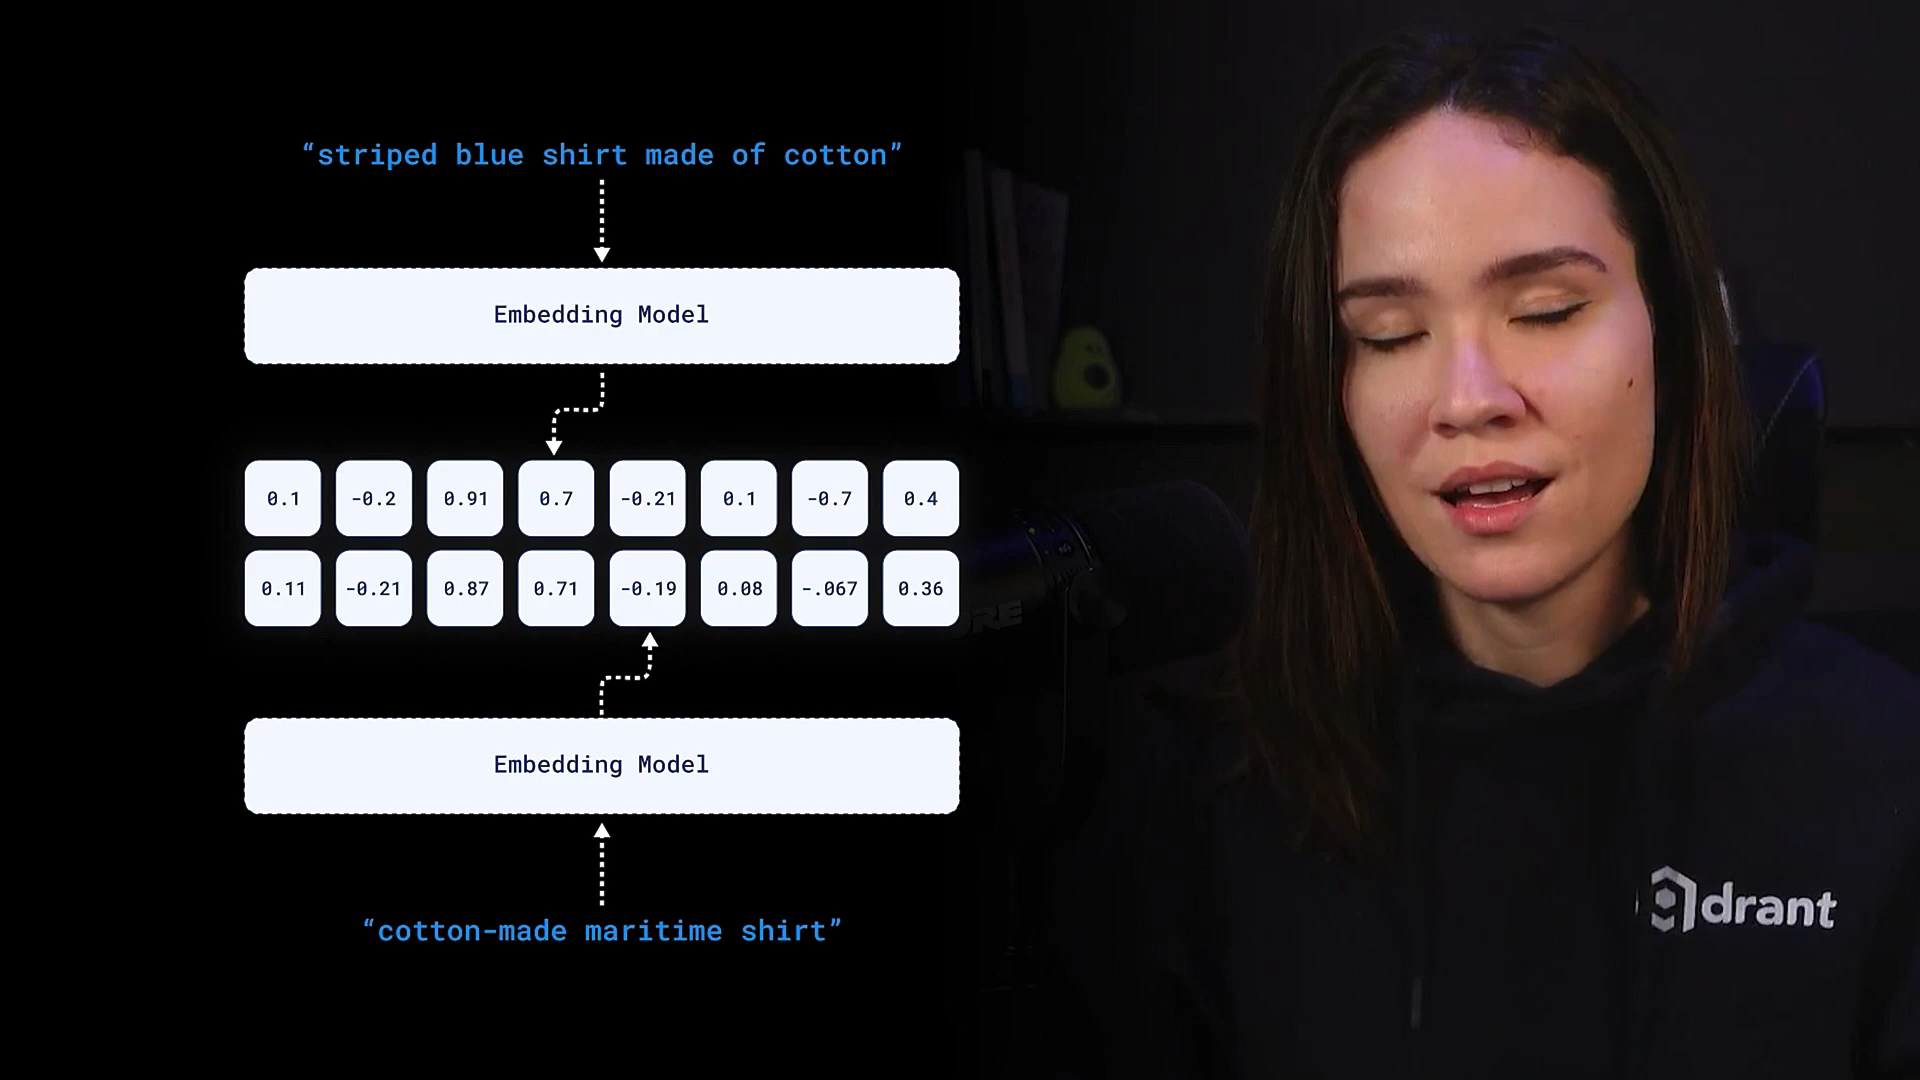 “striped blue shirt made of cotton”
Embedding Model
0.1 -0.2 0.91 0.7 -0.21 0.1 -0.7 0.4
0.11 -0.21 0.87 0.71 -0.19 0.08 -.067 0.36
Embedding Model
“cotton-made maritime shirt”
drant